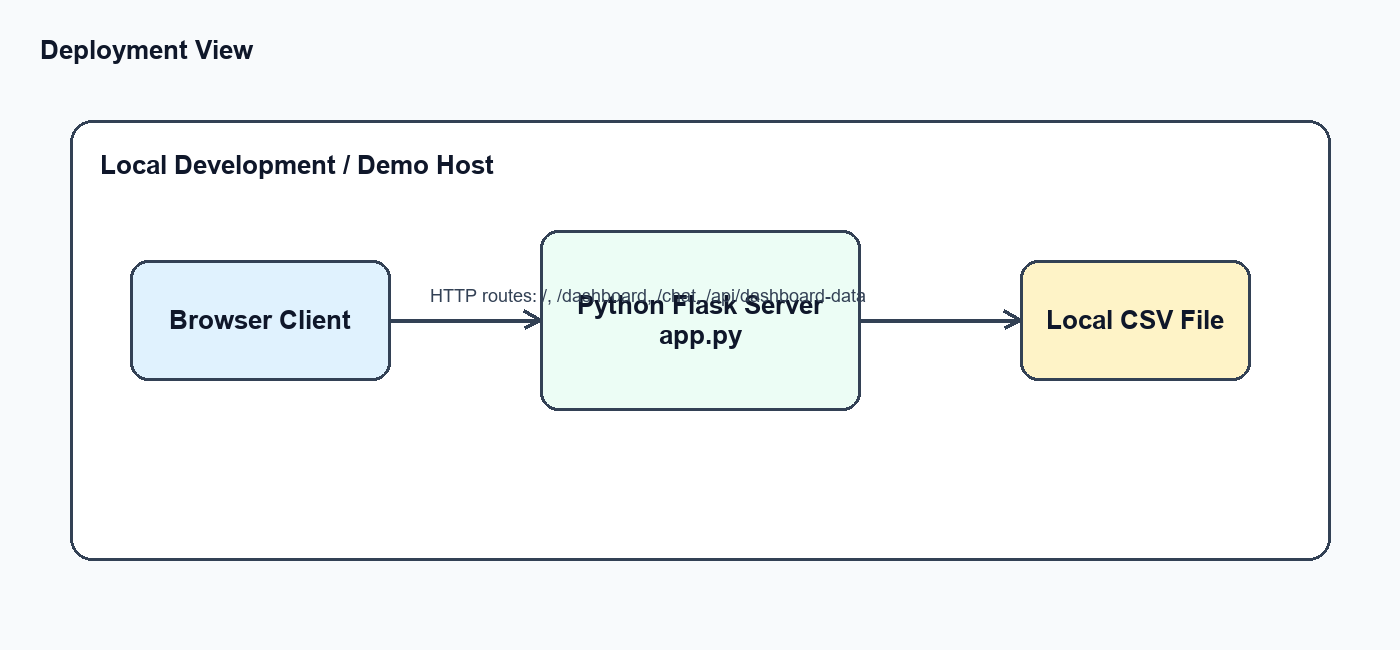 Deployment View
Local Development / Demo Host
Browser Client
HTTP routes: /, /dashboard, /chat, /api/dashboard-data
Python Flask Server
app.py
Local CSV File